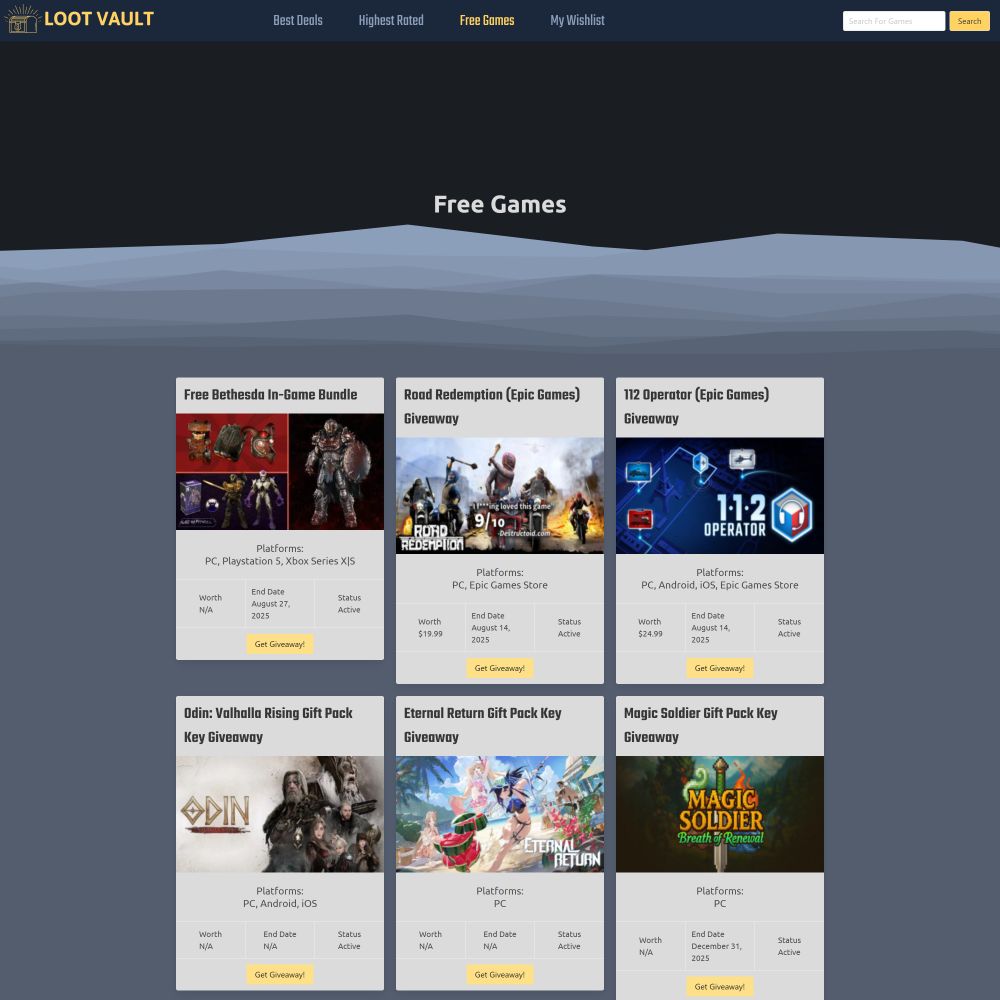 LOOT VAULT
Best Deals
Highest Rated
Free Games
My Wishlist
Search For Games
Search
Free Games
Free Bethesda In-Game Bundle
Platforms:
PC, Playstation 5, Xbox Series X|S
Worth
N/A
End Date
August 27,
2025
Status
Active
Get Giveaway!
Road Redemption (Epic Games)
Giveaway
"I f***ing loved this game"
9/10
-Destructoid.com
ROAD
REDEMPTION
Platforms:
PC, Epic Games Store
Worth
$19.99
End Date
August 14,
2025
Status
Active
Get Giveaway!
112 Operator (Epic Games)
Giveaway
1·1·2
OPERATOR
Platforms:
PC, Android, iOS, Epic Games Store
Worth
$24.99
End Date
August 14,
2025
Status
Active
Get Giveaway!
Odin: Valhalla Rising Gift Pack
Key Giveaway
ODIN
Platforms:
PC, Android, iOS
Worth
N/A
End Date
N/A
Status
Active
Get Giveaway!
Eternal Return Gift Pack Key
Giveaway
ETERNAL
RETURN
Platforms:
PC
Worth
N/A
End Date
N/A
Status
Active
Get Giveaway!
Magic Soldier Gift Pack Key
Giveaway
MAGIC
SOLDIER
Breath of Renewal
Platforms:
PC
Worth
N/A
End Date
December 31,
2025
Status
Active
Get Giveaway!